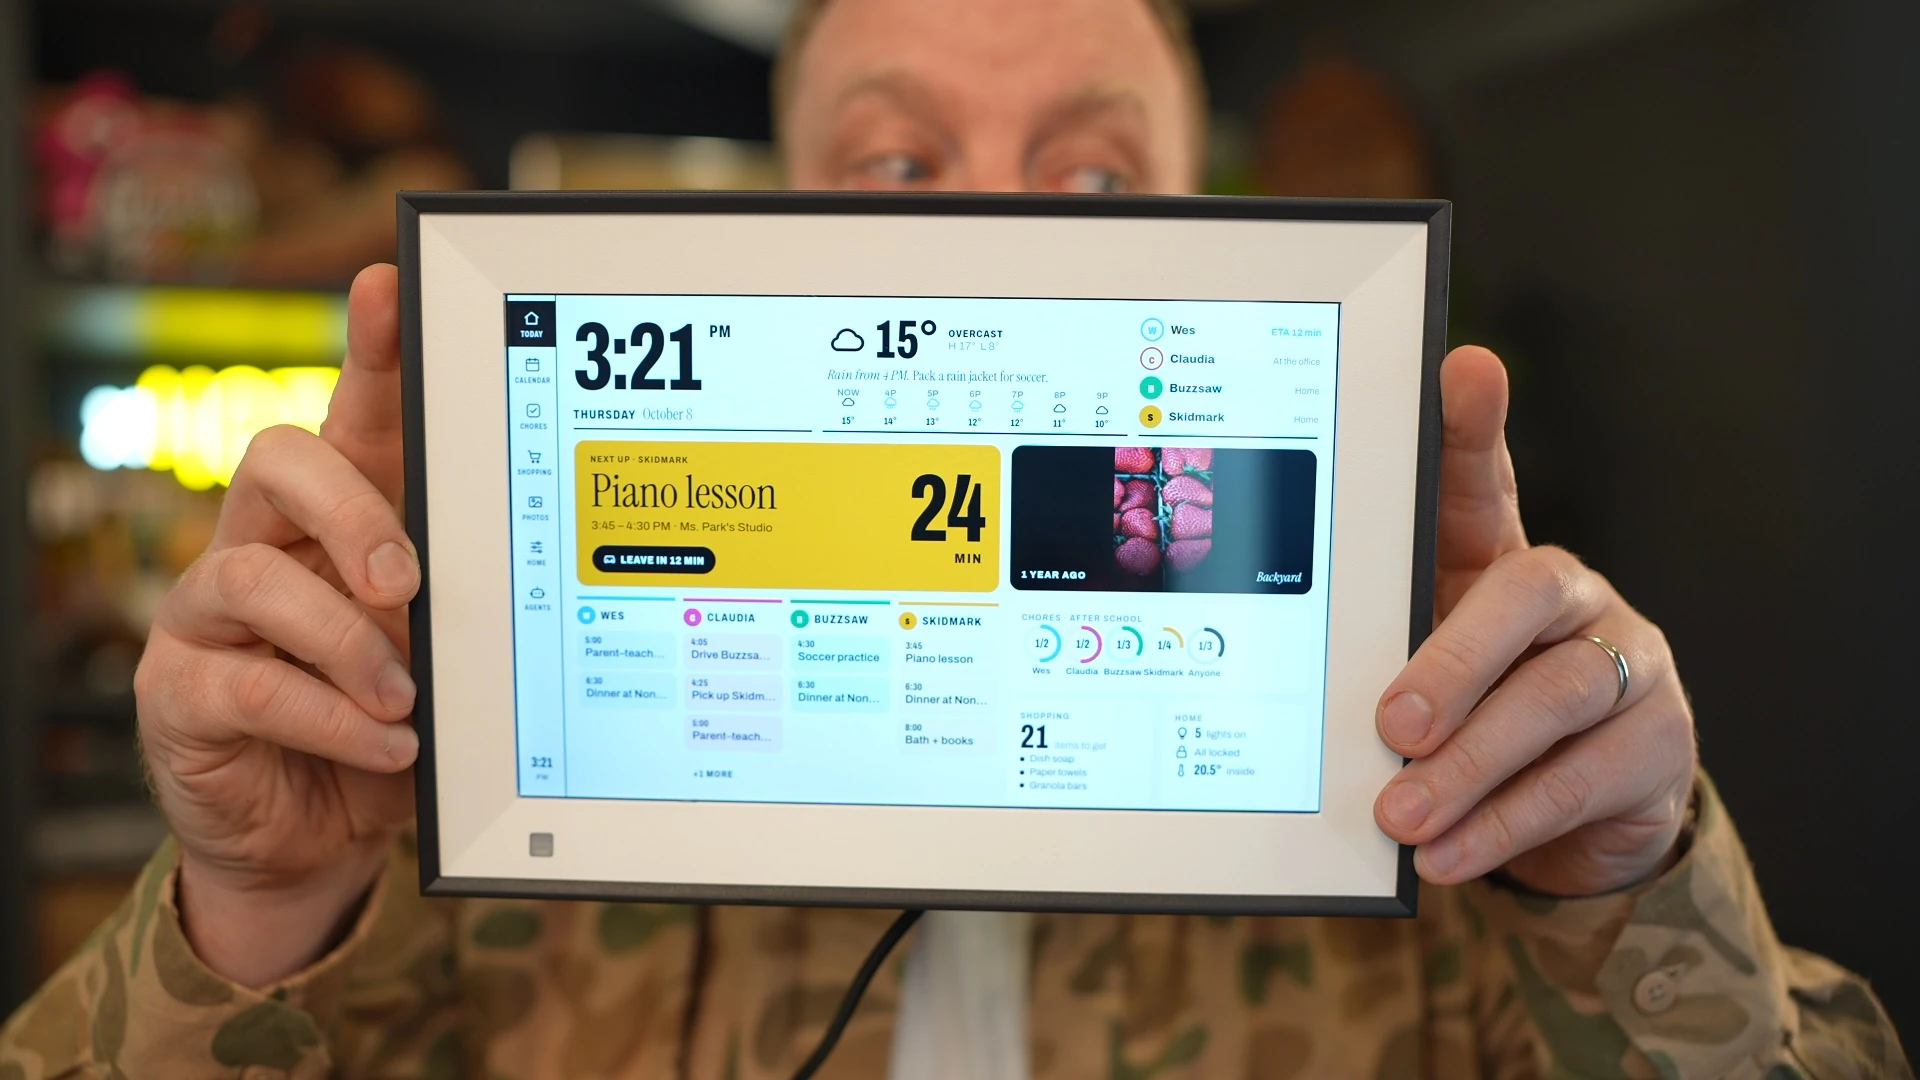 TODAY
CALENDAR
CHORES
SHOPPING
PHOTOS
HOME
AGENTS
3:21
PM
3:21 PM
THURSDAY October 8
15° OVERCAST
H 17° L 8°
Rain from 4 PM. Pack a rain jacket for soccer.
NOW 4P 5P 6P 7P 8P 9P
15° 14° 13° 12° 12° 11° 10°
W Wes ETA 12 min
C Claudia At the office
B Buzzsaw Home
S Skidmark Home
NEXT UP · SKIDMARK
Piano lesson
3:45 – 4:30 PM · Ms. Park's Studio
LEAVE IN 12 MIN
24
MIN
1 YEAR AGO
Backyard
W WES
5:00
Parent-teach...
6:30
Dinner at Non...
C CLAUDIA
4:05
Drive Buzzsa...
4:25
Pick up Skidm...
5:00
Parent-teach...
+1 MORE
B BUZZSAW
4:30
Soccer practice
6:30
Dinner at Non...
S SKIDMARK
3:45
Piano lesson
6:30
Dinner at Non...
8:00
Bath + books
CHORES · AFTER SCHOOL
1/2 1/2 1/3 1/4 1/3
Wes Claudia Buzzsaw Skidmark Anyone
SHOPPING
21 items to get
• Dish soap
• Paper towels
• Granola bars
HOME
5 lights on
All locked
20.5° inside